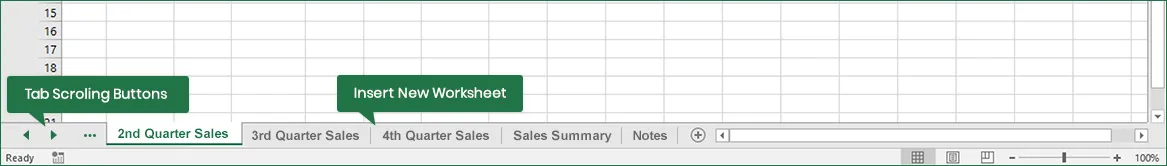 15
16
17
18
Tab Scroling Buttons
Insert New Worksheet
21
... 2nd Quarter Sales 3rd Quarter Sales 4th Quarter Sales Sales Summary Notes
Ready 100%